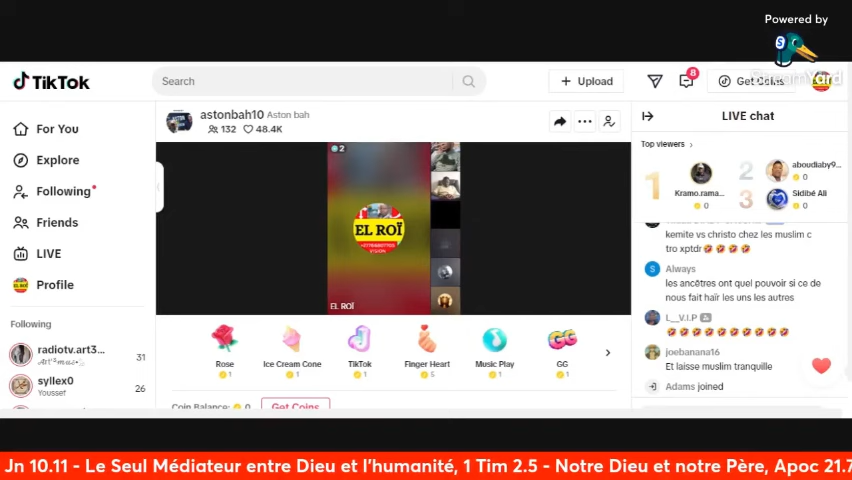 Powered by
StreamYard
TikTok
Search
Upload
8
Get Coins
For You
Explore
Following
Friends
LIVE
Profile
Following
radiotv.art3...
31
syllex0
Youssef
26
astonbah10 Aston bah
132 48.4K
2
EL ROÏ
VISION
EL ROÏ
Rose
1
Ice Cream Cone
1
TikTok
1
Finger Heart
5
Music Play
1
GG
1
Coin Balance: 0 Get Coins
LIVE chat
Top viewers
1
Kramo.rama...
0
2
aboudiaby9...
0
3
Sidibé Ali
0
kemite vs christo chez les muslim c
tro xptdr
S
Always
les ancêtres ont quel pouvoir si ce de
nous fait haïr les uns les autres
L__V.I.P
joebanana16
Et laisse muslim tranquille
Adams joined
Jn 10.11 - Le Seul Médiateur entre Dieu et l'humanité, 1 Tim 2.5 - Notre Dieu et notre Père, Apoc 21.7